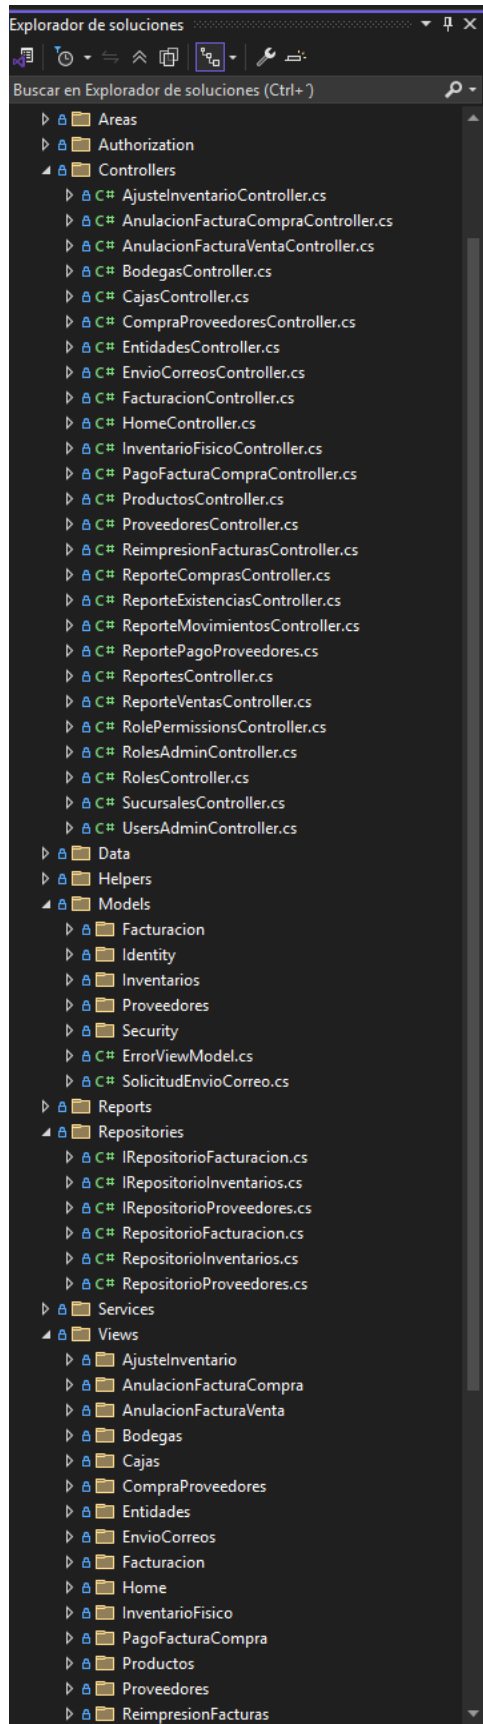 Explorador de soluciones
Buscar en Explorador de soluciones (Ctrl+´)
Areas
Authorization
Controllers
C# AjusteInventarioController.cs
C# AnulacionFacturaCompraController.cs
C# AnulacionFacturaVentaController.cs
C# BodegasController.cs
C# CajasController.cs
C# CompraProveedoresController.cs
C# EntidadesController.cs
C# EnvioCorreosController.cs
C# FacturacionController.cs
C# HomeController.cs
C# InventarioFisicoController.cs
C# PagoFacturaCompraController.cs
C# ProductosController.cs
C# ProveedoresController.cs
C# ReimpresionFacturasController.cs
C# ReporteComprasController.cs
C# ReporteExistenciasController.cs
C# ReporteMovimientosController.cs
C# ReportePagoProveedores.cs
C# ReportesController.cs
C# ReporteVentasController.cs
C# RolePermissionsController.cs
C# RolesAdminController.cs
C# RolesController.cs
C# SucursalesController.cs
C# UsersAdminController.cs
Data
Helpers
Models
Facturacion
Identity
Inventarios
Proveedores
Security
C# ErrorViewModel.cs
C# SolicitudEnvioCorreo.cs
Reports
Repositories
C# IRepositorioFacturacion.cs
C# IRepositorioInventarios.cs
C# IRepositorioProveedores.cs
C# RepositorioFacturacion.cs
C# RepositorioInventarios.cs
C# RepositorioProveedores.cs
Services
Views
AjusteInventario
AnulacionFacturaCompra
AnulacionFacturaVenta
Bodegas
Cajas
CompraProveedores
Entidades
EnvioCorreos
Facturacion
Home
InventarioFisico
PagoFacturaCompra
Productos
Proveedores
ReimpresionFacturas